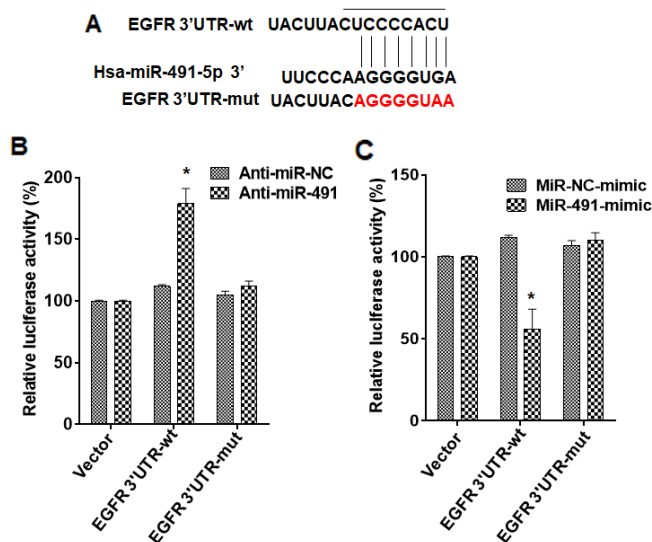 A
EGFR 3'UTR-wt UACUUACUCCCCACU
Hsa-miR-491-5p 3' UUCCCAAGGGGUGA
EGFR 3'UTR-mut UACUUACAGGGGUAA
B
Relative luciferase activity (%)
200
150
100
50
0
*
Anti-miR-NC
Anti-miR-491
Vector
EGFR 3'UTR-wt
EGFR 3'UTR-mut
C
Relative luciferase activity (%)
150
100
50
0
*
MiR-NC-mimic
MiR-491-mimic
Vector
EGFR 3'UTR-wt
EGFR 3'UTR-mut